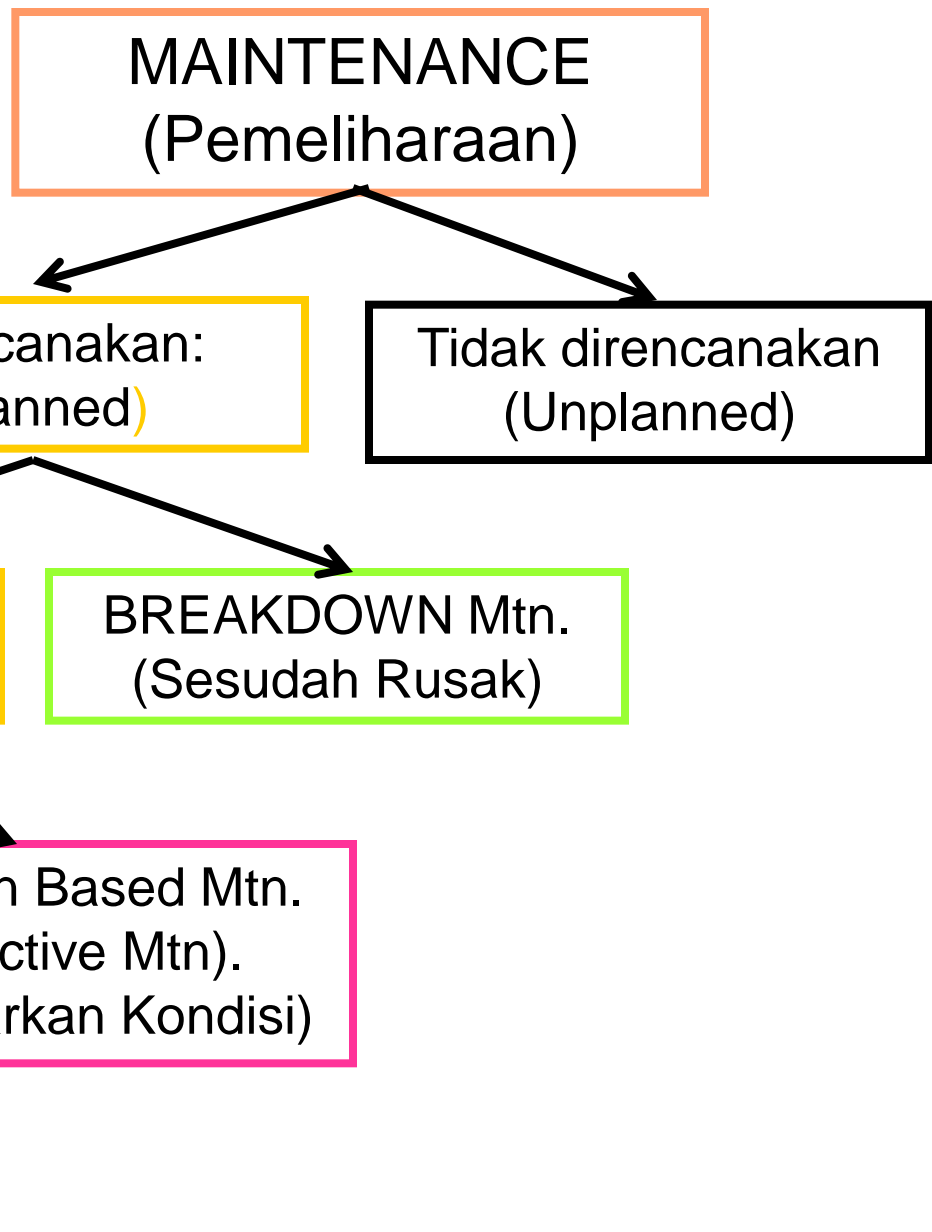 MAINTENANCE
(Pemeliharaan)
canakan:
anned)
Tidak direncanakan
(Unplanned)
BREAKDOWN Mtn.
(Sesudah Rusak)
n Based Mtn.
ctive Mtn).
rkan Kondisi)